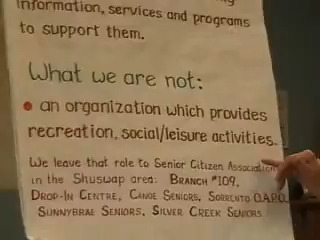 information, services and programs
to support them.
What we are not:
• an organization which provides
recreation, social/leisure activities.
We leave that role to Senior Citizen Association
in the Shuswap area: BRANCH #109,
DROP-IN CENTRE, CANOE SENIORS, SORRENTO O.A.P.O.,
SUNNYBRAE SENIORS, SILVER CREEK SENIORS